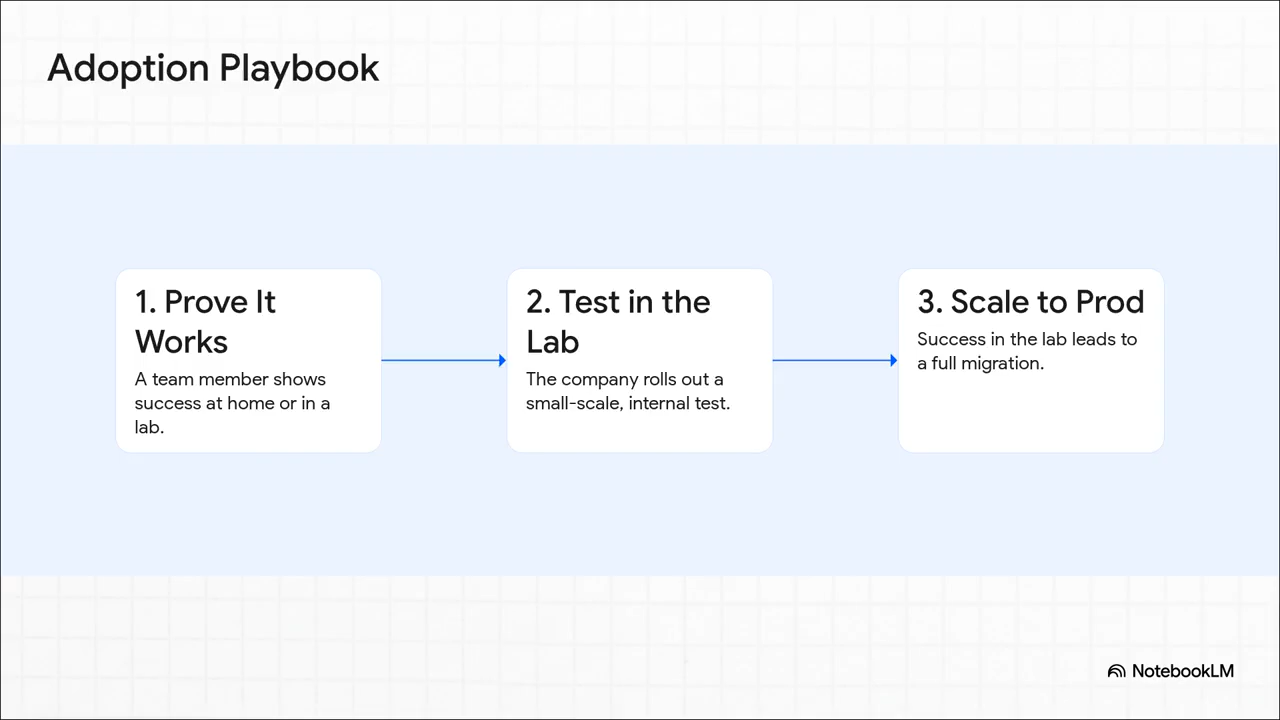 Adoption Playbook
1. Prove It
Works
A team member shows
success at home or in a
lab.
2. Test in the
Lab
The company rolls out a
small-scale, internal test.
3. Scale to Prod
Success in the lab leads to
a full migration.
NotebookLM